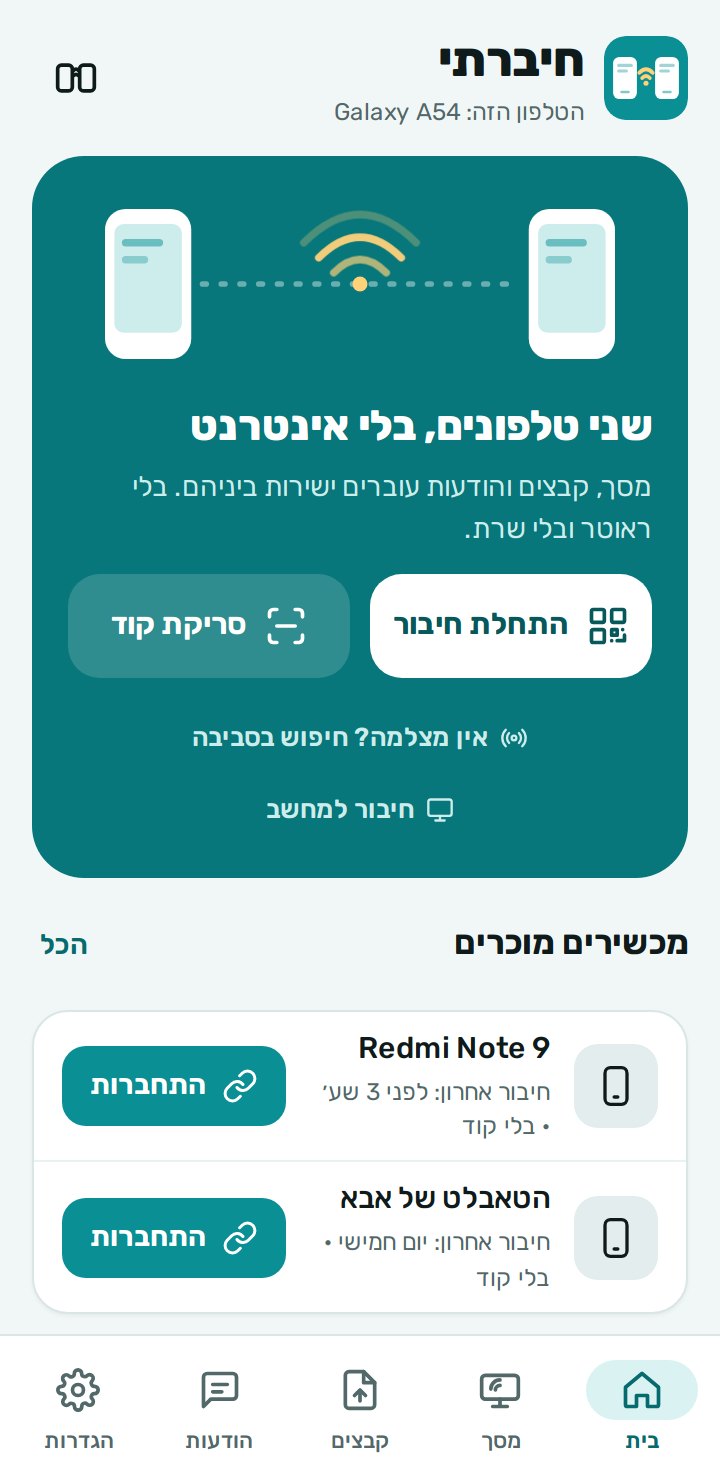 חיברתי
הטלפון הזה: Galaxy A54
שני טלפונים, בלי אינטרנט
מסך, קבצים והודעות עוברים ישירות ביניהם. בלי
ראוטר ובלי שרת.
התחלת חיבור
סריקת קוד
אין מצלמה? חיפוש בסביבה
חיבור למחשב
מכשירים מוכרים
הכל
Redmi Note 9
חיבור אחרון: לפני 3 שע׳
• בלי קוד
התחברות
הטאבלט של אבא
חיבור אחרון: יום חמישי •
בלי קוד
התחברות
בית
מסך
קבצים
הודעות
הגדרות